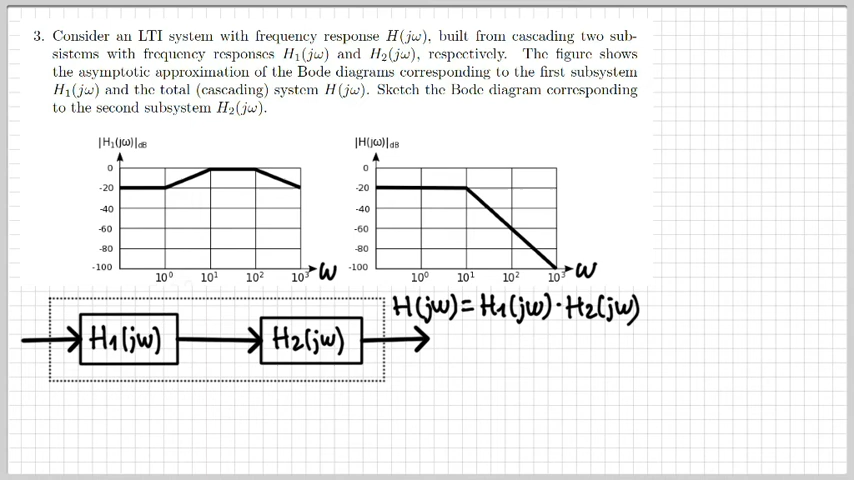 3. Consider an LTI system with frequency response H(jω), built from cascading two sub-
sistems with frequency responses H₁(jω) and H₂(jω), respectively. The figure shows
the asymptotic approximation of the Bode diagrams corresponding to the first subsystem
H₁(jω) and the total (cascading) system H(jω). Sketch the Bode diagram corresponding
to the second subsystem H₂(jω).
|H₁(jω)|dB
0
-20
-40
-60
-80
-100
10⁰ 10¹ 10² 10³ ω
|H(jω)|dB
0
-20
-40
-60
-80
-100
10⁰ 10¹ 10² 10³ ω
H(jω)=H₁(jω)·H₂(jω)
H₁(jω) H₂(jω)